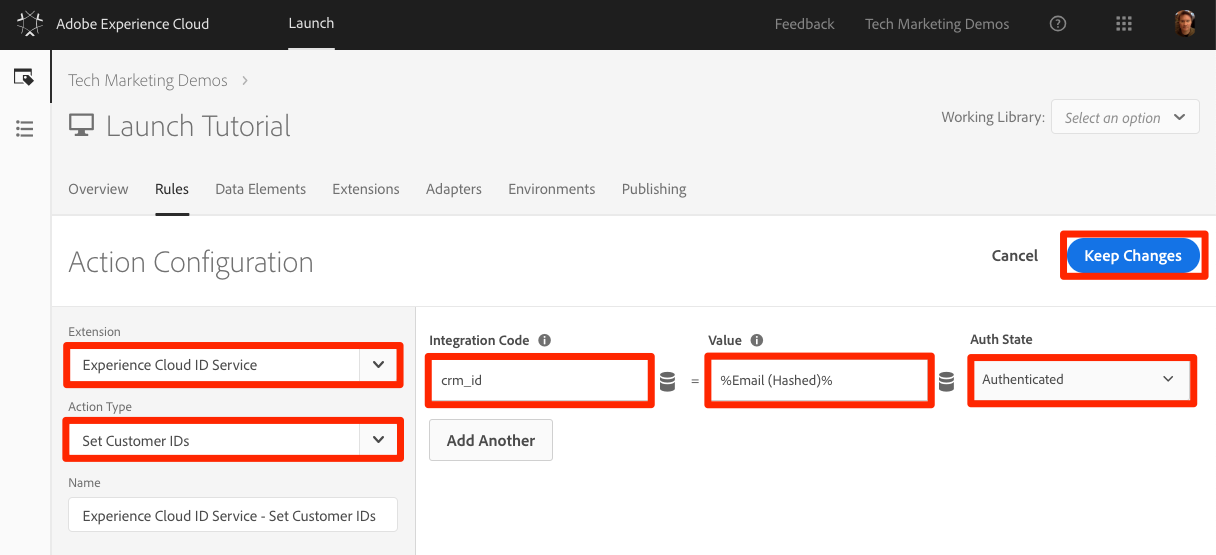 Adobe Experience Cloud
Launch
Feedback
Tech Marketing Demos
Tech Marketing Demos
Launch Tutorial
Working Library:
Select an option
Overview
Rules
Data Elements
Extensions
Adapters
Environments
Publishing
Action Configuration
Cancel
Keep Changes
Extension
Experience Cloud ID Service
Action Type
Set Customer IDs
Name
Experience Cloud ID Service - Set Customer IDs
Integration Code
Value
Auth State
crm_id
=
%Email (Hashed)%
Authenticated
Add Another